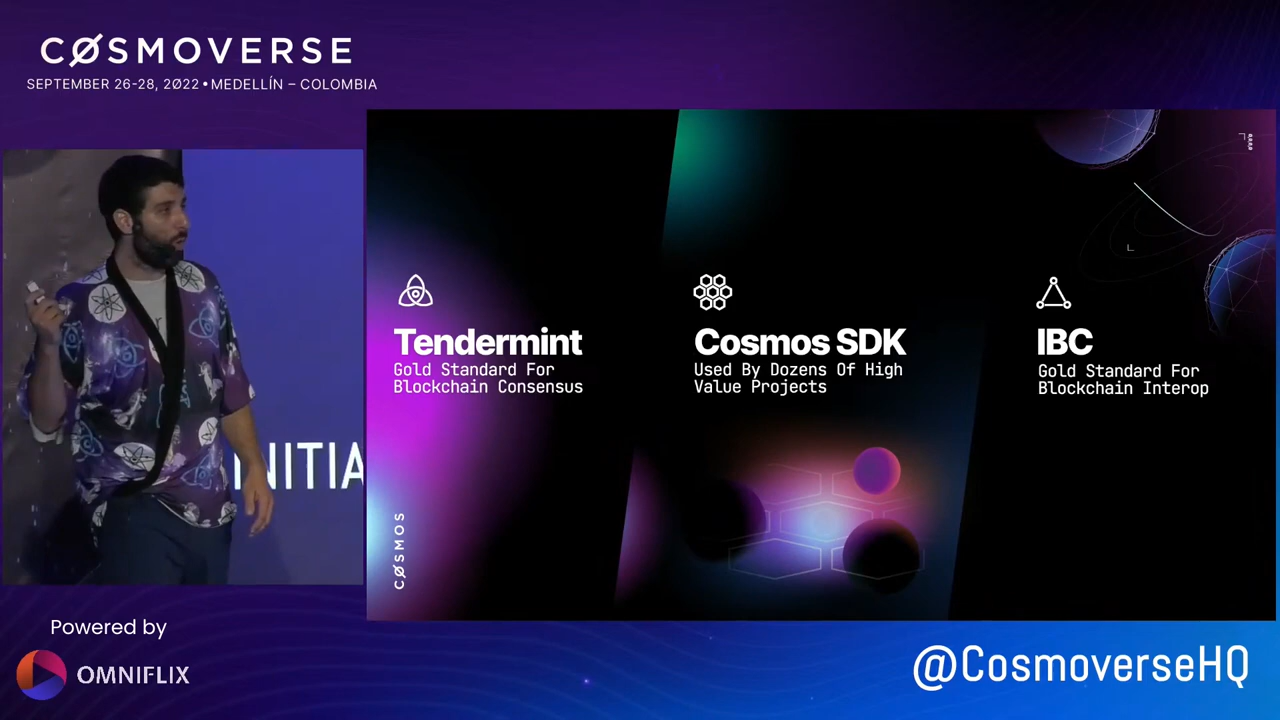 CØSMOVERSE
SEPTEMBER 26-28, 2Ø22 • MEDELLÍN – COLOMBIA
NITIA
Tendermint
Gold Standard For
Blockchain Consensus
Cosmos SDK
Used By Dozens Of High
Value Projects
IBC
Gold Standard For
Blockchain Interop
CØSMOS
Powered by
OMNIFLIX
@CosmoverseHQ